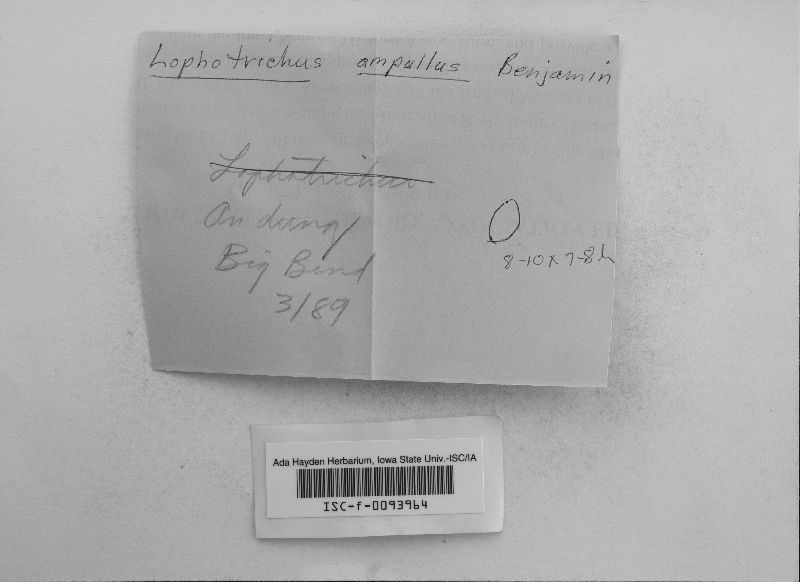 Lophotrichus ampullus Benjamin
Lophotrichus
On dung
Big Bend
3/89
8-10 x 7-8 µ
Ada Hayden Herbarium, Iowa State Univ.-ISC/IA
ISC-f-0093964